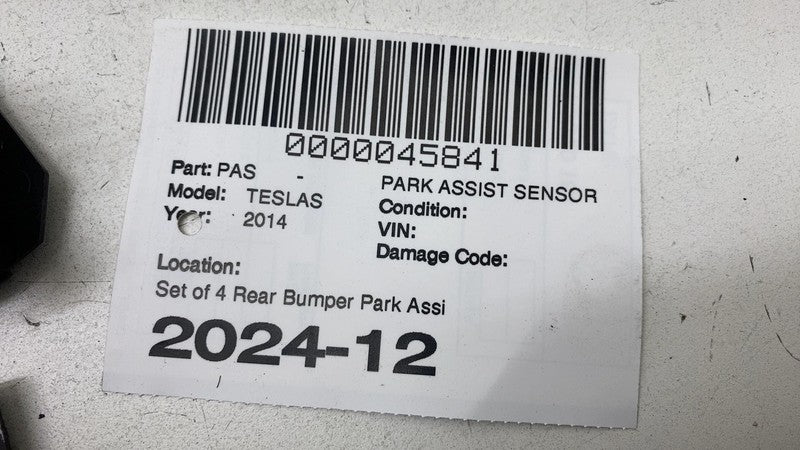 0000045841
Part: PAS - PARK ASSIST SENSOR
Model: TESLAS Condition:
Year: 2014 VIN:
Damage Code:
Location:
Set of 4 Rear Bumper Park Assi
2024-12